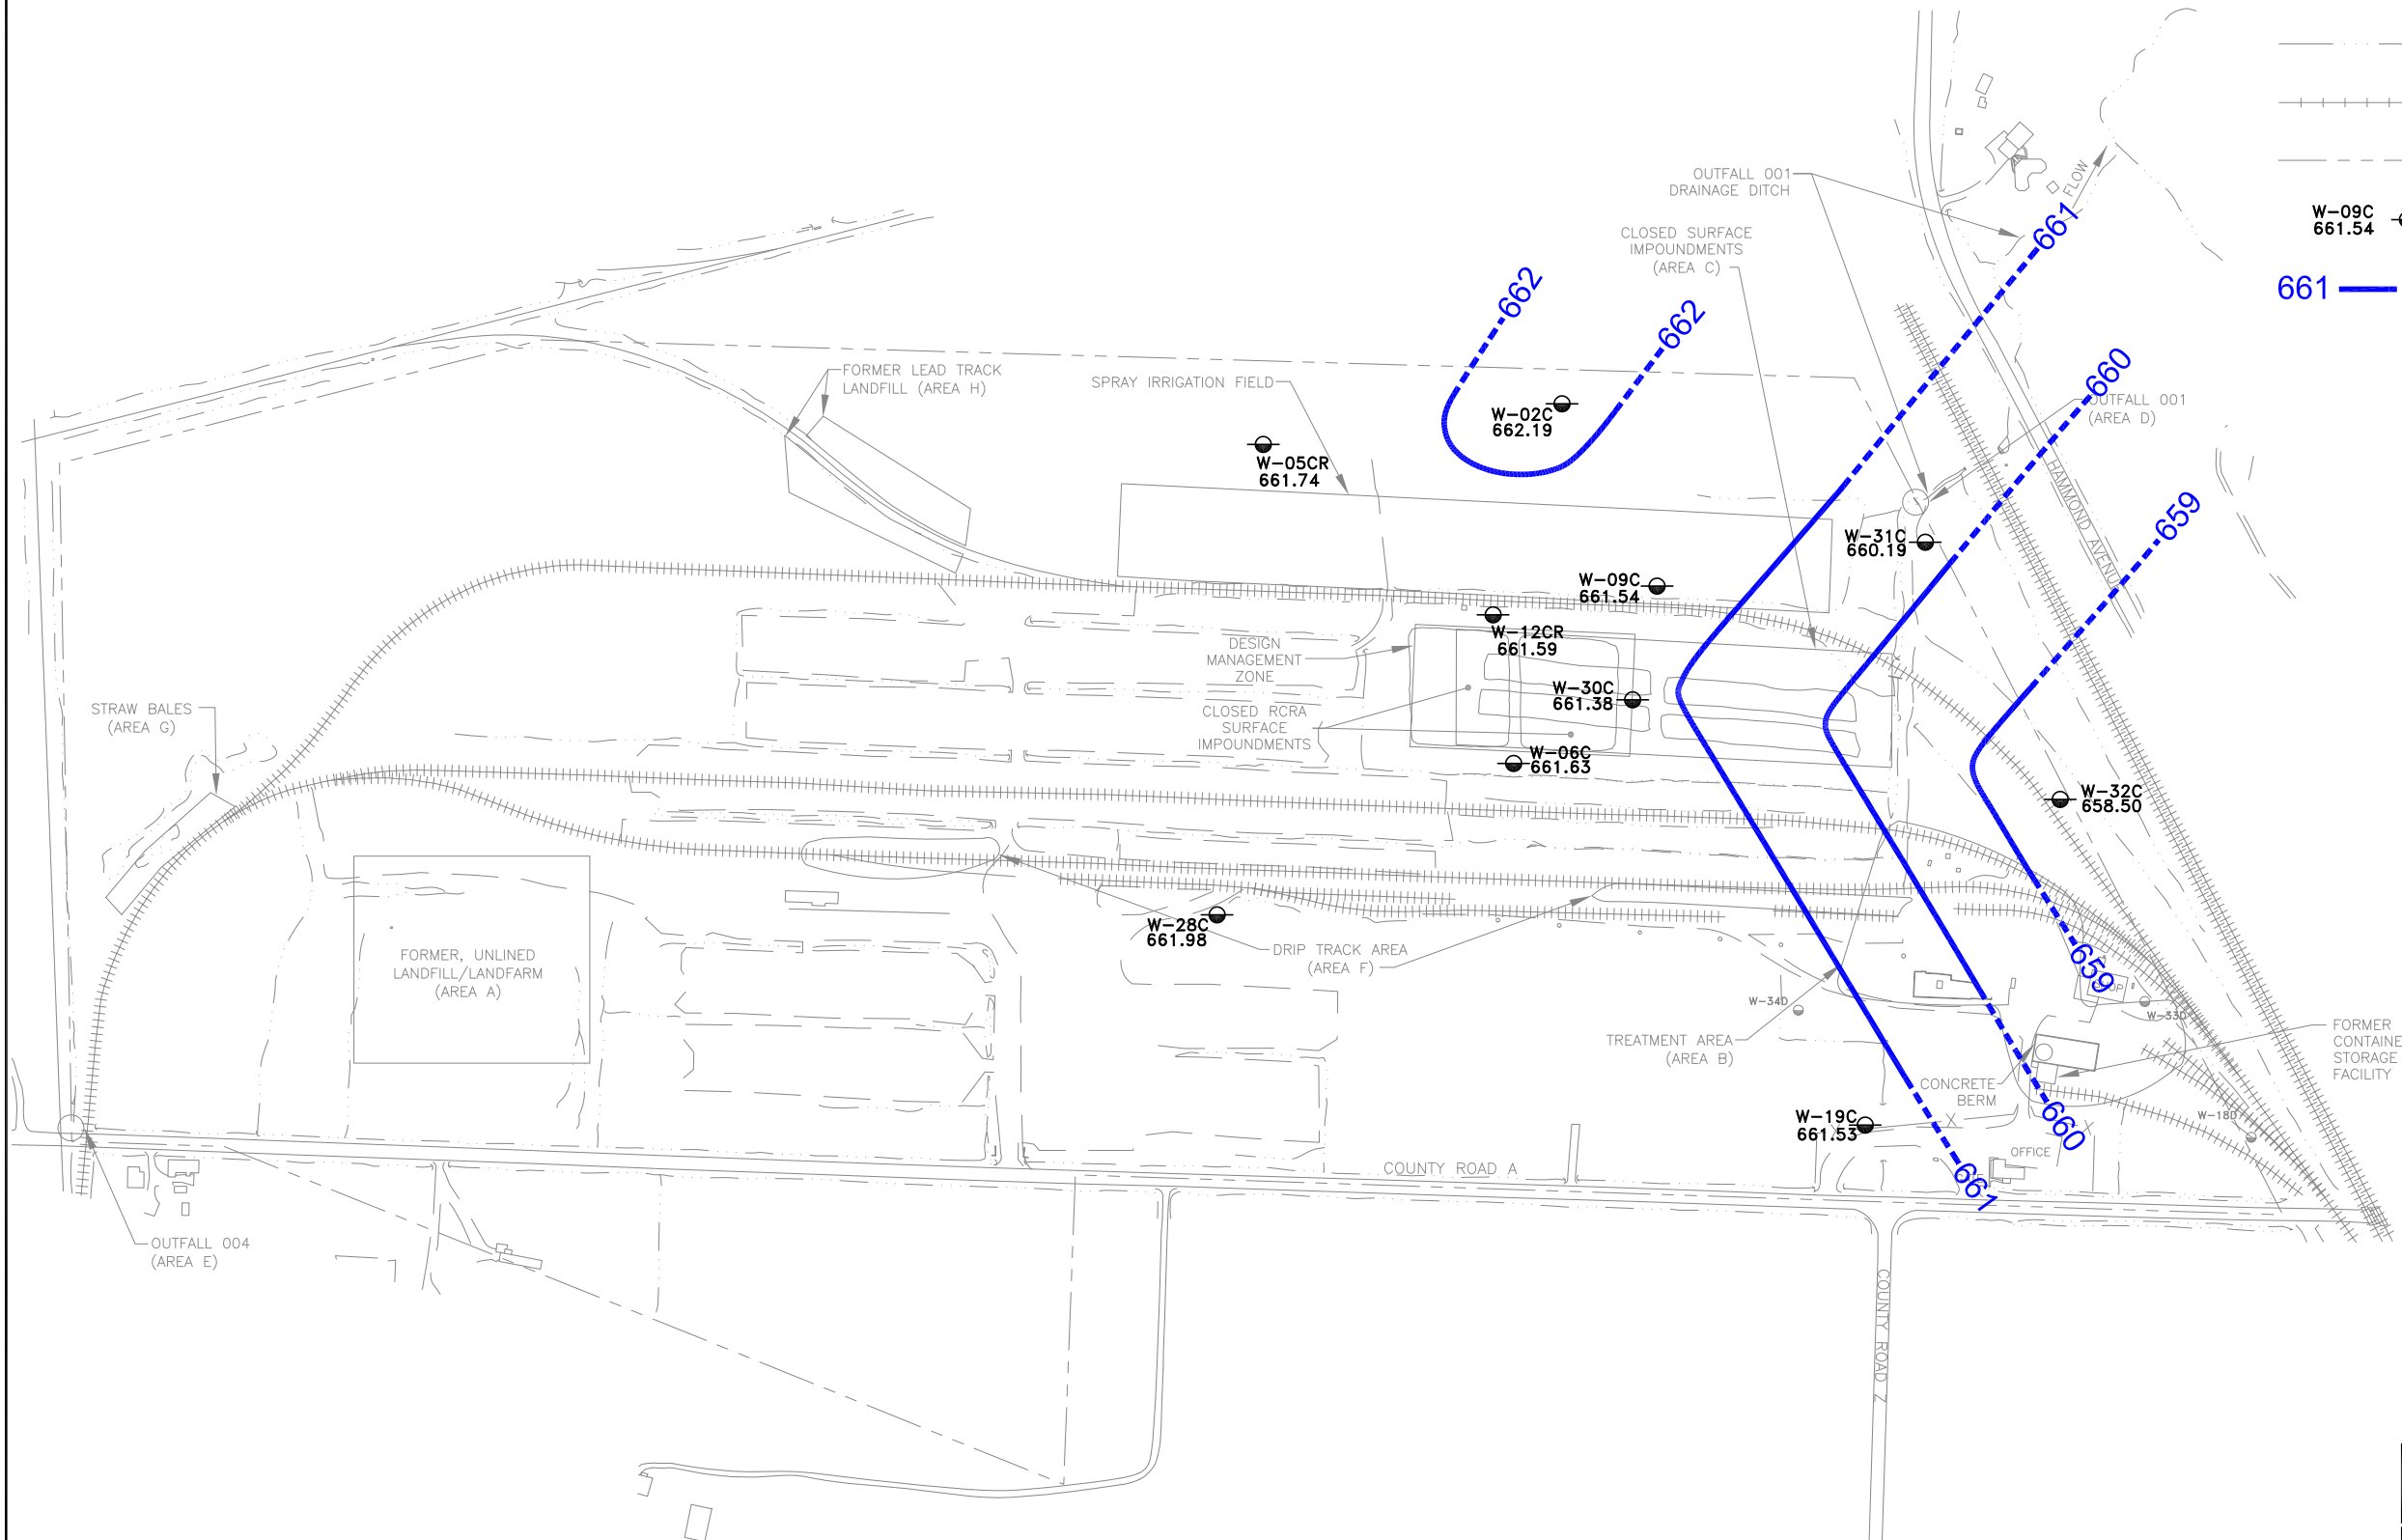 FLOW
661
OUTFALL 001
DRAINAGE DITCH
W-09C
661.54
CLOSED SURFACE
IMPOUNDMENTS
(AREA C)
661
662
662
660
FORMER LEAD TRACK
LANDFILL (AREA H)
SPRAY IRRIGATION FIELD
OUTFALL 001
(AREA D)
W-02C
662.19
W-05CR
661.74
HAMMOND AVENUE
659
W-31C
660.19
W-09C
661.54
W-12CR
661.59
DESIGN
MANAGEMENT
ZONE
W-30C
661.38
STRAW BALES
(AREA G)
CLOSED RCRA
SURFACE
IMPOUNDMENTS
W-06C
661.63
W-32C
658.50
W-28C
661.98
DRIP TRACK AREA
(AREA F)
FORMER, UNLINED
LANDFILL/LANDFARM
(AREA A)
659
SHOP
W-34D
W-33D
TREATMENT AREA
(AREA B)
FORMER
CONTAINE
STORAGE
FACILITY
CONCRETE
BERM
W-19C
661.53
660
W-18D
OFFICE
COUNTY ROAD A
661
OUTFALL 004
(AREA E)
COUNTY ROAD Z